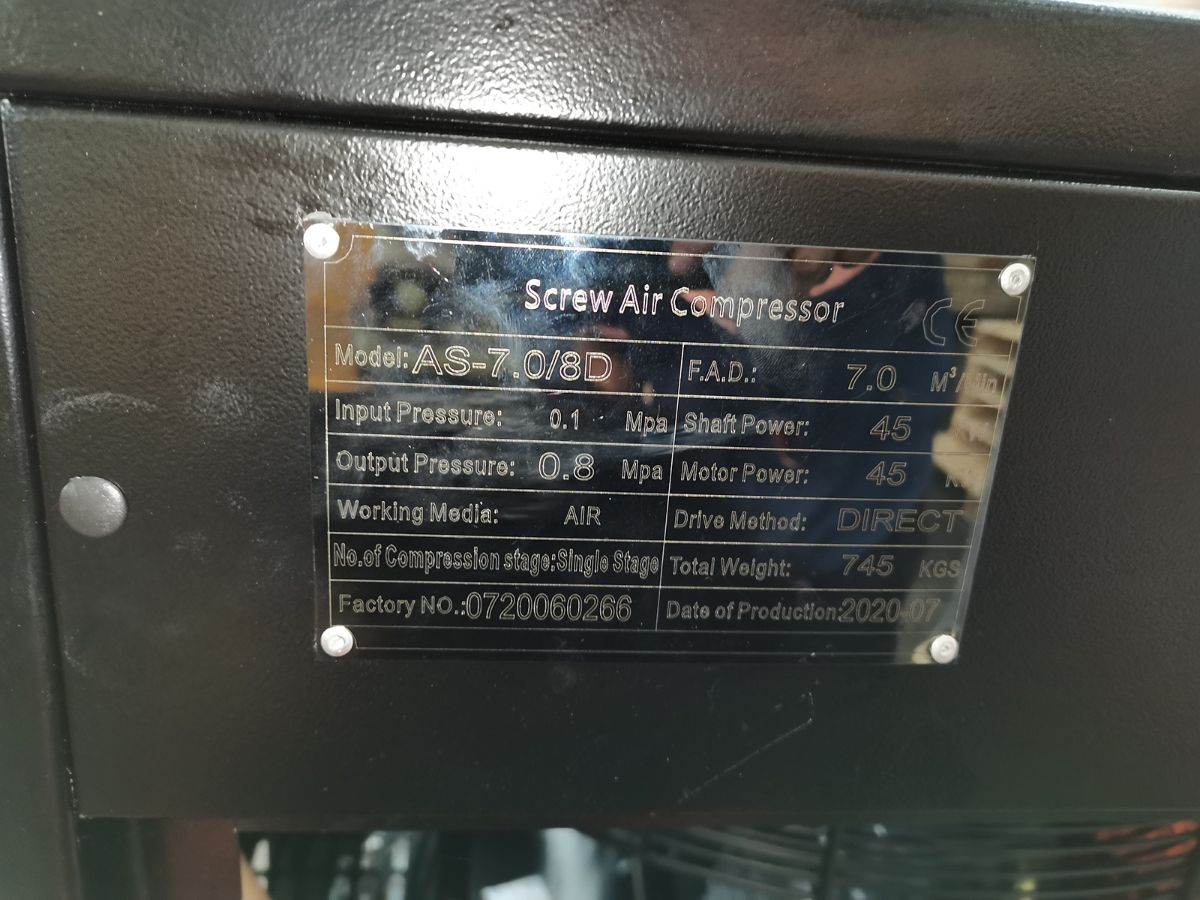 Screw Air Compressor
CE
Model: AS-7.0/8D
F.A.D.: 7.0 M³/Min
Input Pressure: 0.1 Mpa
Shaft Power: 45
Output Pressure: 0.8 Mpa
Motor Power: 45
Working Media: AIR
Drive Method: DIRECT
No.of Compression stage:Single Stage
Total Weight: 745 KGS
Factory NO.:0720060266
Date of Production:2020-07